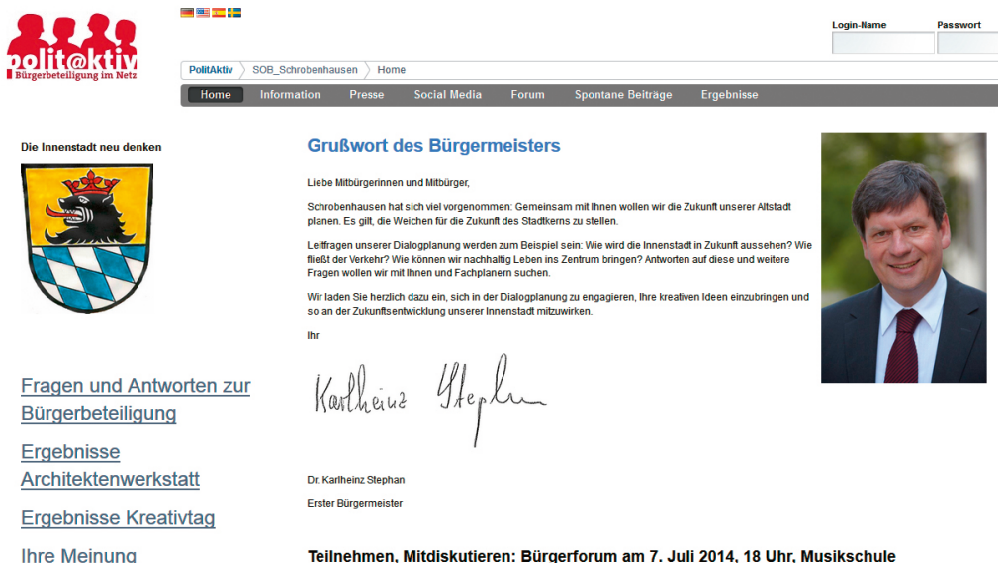 polit@ktiv
Bürgerbeteiligung im Netz
Login-Name
Passwort
PolitAktiv
SOB_Schrobenhausen
Home
Home
Information
Presse
Social Media
Forum
Spontane Beiträge
Ergebnisse
Die Innenstadt neu denken
Fragen und Antworten zur
Bürgerbeteiligung
Ergebnisse
Architektenwerkstatt
Ergebnisse Kreativtag
Ihre Meinung
Grußwort des Bürgermeisters
Liebe Mitbürgerinnen und Mitbürger,
Schrobenhausen hat sich viel vorgenommen: Gemeinsam mit Ihnen wollen wir die Zukunft unserer Altstadt
planen. Es gilt, die Weichen für die Zukunft des Stadtkerns zu stellen.
Leitfragen unserer Dialogplanung werden zum Beispiel sein: Wie wird die Innenstadt in Zukunft aussehen? Wie
fließt der Verkehr? Wie können wir nachhaltig Leben ins Zentrum bringen? Antworten auf diese und weitere
Fragen wollen wir mit Ihnen und Fachplanern suchen.
Wir laden Sie herzlich dazu ein, sich in der Dialogplanung zu engagieren, Ihre kreativen Ideen einzubringen und
so an der Zukunftsentwicklung unserer Innenstadt mitzuwirken.
Ihr
Karlheinz Stephan
Dr. Karlheinz Stephan
Erster Bürgermeister
Teilnehmen, Mitdiskutieren: Bürgerforum am 7. Juli 2014, 18 Uhr, Musikschule